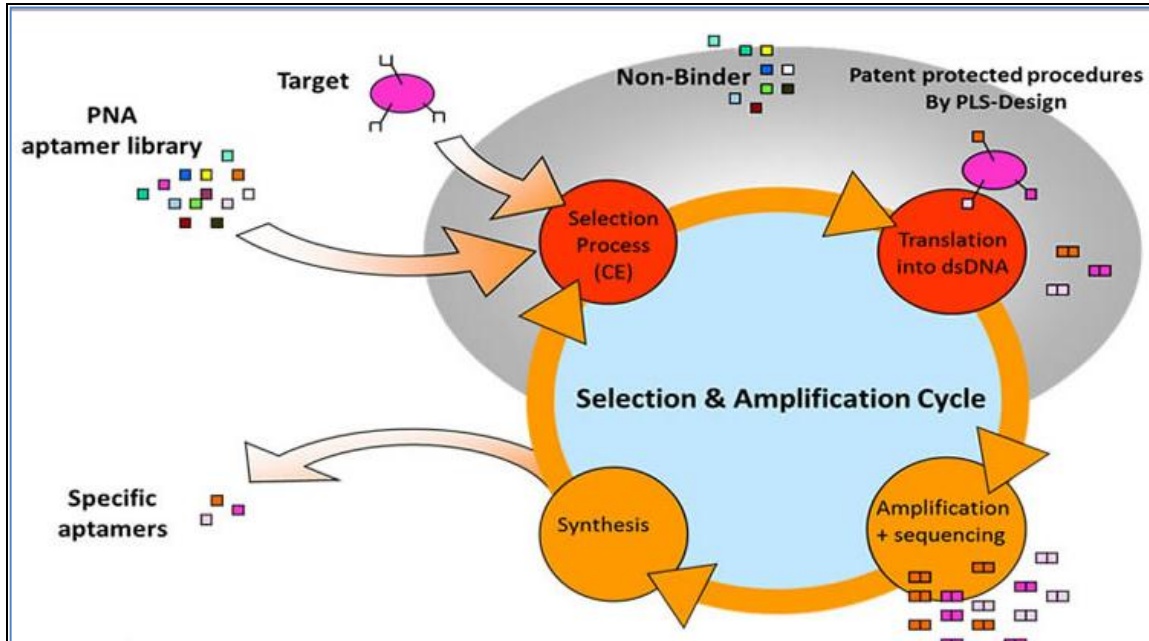 Target
Non-Binder
Patent protected procedures
By PLS-Design
PNA
aptamer library
Selection
Process
(CE)
Translation
into dsDNA
Selection & Amplification Cycle
Specific
aptamers
Synthesis
Amplification
+ sequencing